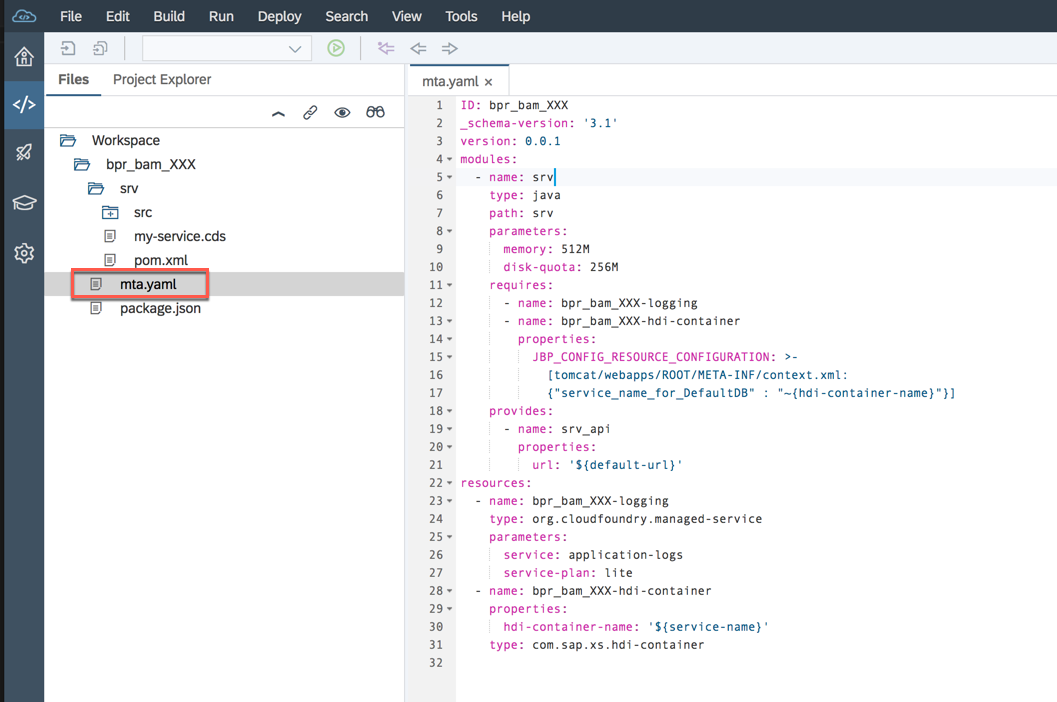 File Edit Build Run Deploy Search View Tools Help
Files Project Explorer
mta.yaml ×
Workspace
bpr_bam_XXX
srv
src
my-service.cds
pom.xml
mta.yaml
package.json
1 ID: bpr_bam_XXX
2 _schema-version: '3.1'
3 version: 0.0.1
4 modules:
5   - name: srv
6     type: java
7     path: srv
8     parameters:
9       memory: 512M
10       disk-quota: 256M
11     requires:
12       - name: bpr_bam_XXX-logging
13       - name: bpr_bam_XXX-hdi-container
14         properties:
15           JBP_CONFIG_RESOURCE_CONFIGURATION: >-
16             [tomcat/webapps/ROOT/META-INF/context.xml:
17             {"service_name_for_DefaultDB" : "~{hdi-container-name}"}]
18     provides:
19       - name: srv_api
20         properties:
21           url: '${default-url}'
22 resources:
23   - name: bpr_bam_XXX-logging
24     type: org.cloudfoundry.managed-service
25     parameters:
26       service: application-logs
27       service-plan: lite
28   - name: bpr_bam_XXX-hdi-container
29     properties:
30       hdi-container-name: '${service-name}'
31     type: com.sap.xs.hdi-container
32